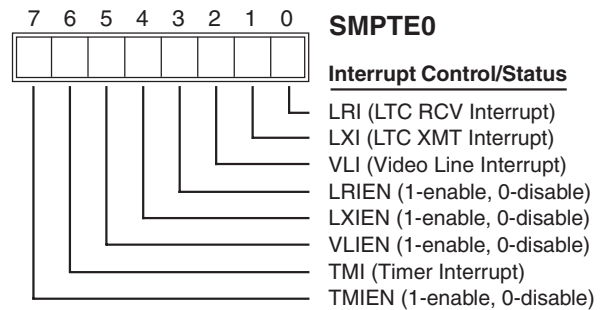 7 6 5 4 3 2 1 0
SMPTE0
Interrupt Control/Status
LRI (LTC RCV Interrupt)
LXI (LTC XMT Interrupt)
VLI (Video Line Interrupt)
LRIEN (1-enable, 0-disable)
LXIEN (1-enable, 0-disable)
VLIEN (1-enable, 0-disable)
TMI (Timer Interrupt)
TMIEN (1-enable, 0-disable)